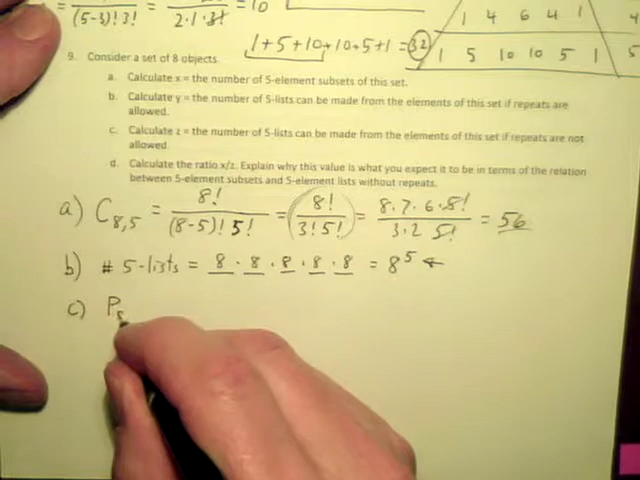 = 1/((5-3)!3!) = /(2·1·3!) = 10
1+5+10+10+5+1 = 32
1 4 6 4 1 4
1 5 10 10 5 1 5
9. Consider a set of 8 objects.
a. Calculate x = the number of 5-element subsets of this set.
b. Calculate y = the number of 5-lists can be made from the elements of this set if repeats are
allowed.
c. Calculate z = the number of 5-lists can be made from the elements of this set if repeats are not
allowed
d. Calculate the ratio x/z. Explain why this value is what you expect it to be in terms of the relation
between 5-element subsets and 5-element lists without repeats.
a) C8,5 = 8!/((8-5)! 5!) = 8!/(3! 5!) = (8·7·6·5!)/(3·2 5!) = 56
b) # 5-lists = 8 · 8 · 8 · 8 · 8 = 8^5 ←
c) P8